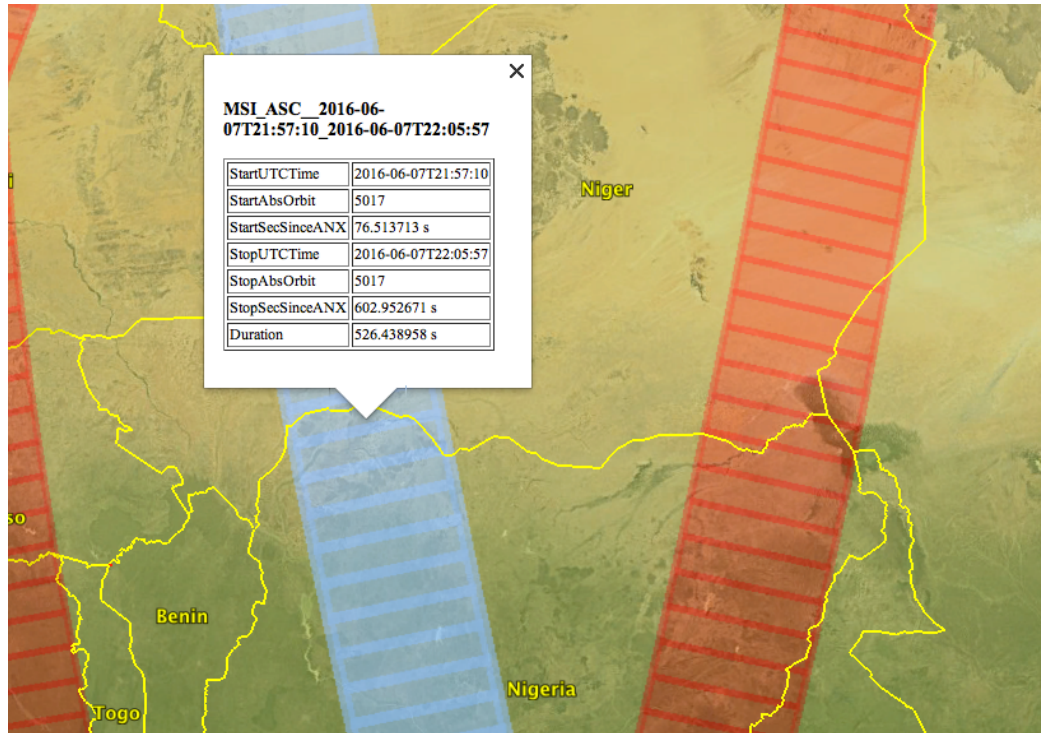 MSI_ASC__2016-06-
07T21:57:10_2016-06-07T22:05:57
StartUTCTime 2016-06-07T21:57:10
StartAbsOrbit 5017
StartSecSinceANX 76.513713 s
StopUTCTime 2016-06-07T22:05:57
StopAbsOrbit 5017
StopSecSinceANX 602.952671 s
Duration 526.438958 s
Niger
i
so
Benin
Nigeria
Togo